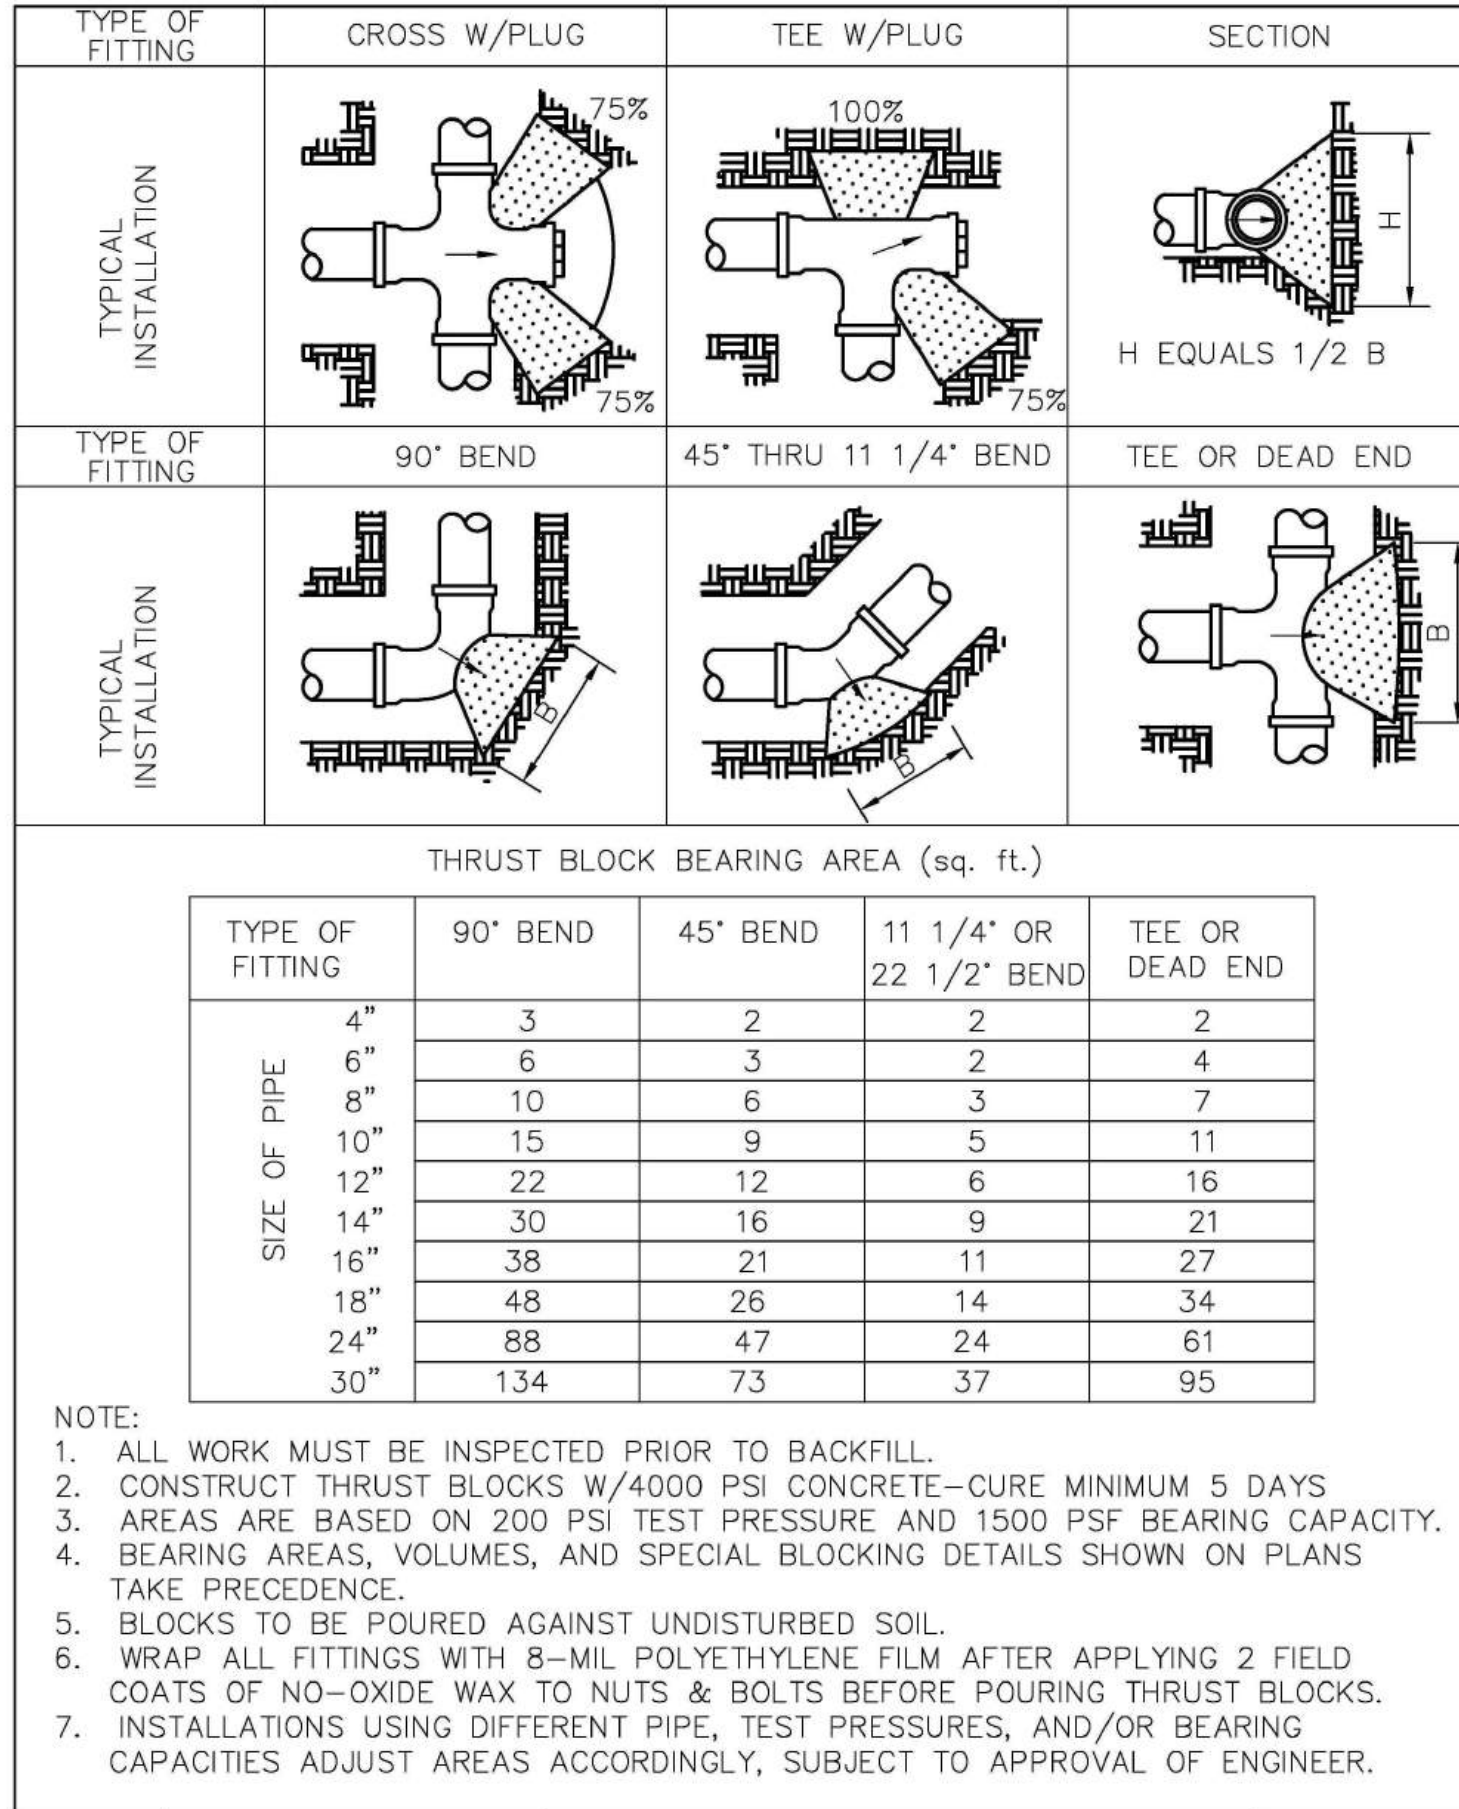 TYPE OF FITTING CROSS W/PLUG TEE W/PLUG SECTION
TYPICAL INSTALLATION
75%
75%
100%
75%
H
H EQUALS 1/2 B
TYPE OF FITTING 90° BEND 45° THRU 11 1/4° BEND TEE OR DEAD END
TYPICAL INSTALLATION
B
B
B
THRUST BLOCK BEARING AREA (sq. ft.)
TYPE OF FITTING 90° BEND 45° BEND 11 1/4° OR 22 1/2° BEND TEE OR DEAD END
SIZE OF PIPE
4" 3 2 2 2
6" 6 3 2 4
8" 10 6 3 7
10" 15 9 5 11
12" 22 12 6 16
14" 30 16 9 21
16" 38 21 11 27
18" 48 26 14 34
24" 88 47 24 61
30" 134 73 37 95
NOTE:
1. ALL WORK MUST BE INSPECTED PRIOR TO BACKFILL.
2. CONSTRUCT THRUST BLOCKS W/4000 PSI CONCRETE-CURE MINIMUM 5 DAYS
3. AREAS ARE BASED ON 200 PSI TEST PRESSURE AND 1500 PSF BEARING CAPACITY.
4. BEARING AREAS, VOLUMES, AND SPECIAL BLOCKING DETAILS SHOWN ON PLANS
TAKE PRECEDENCE.
5. BLOCKS TO BE POURED AGAINST UNDISTURBED SOIL.
6. WRAP ALL FITTINGS WITH 8-MIL POLYETHYLENE FILM AFTER APPLYING 2 FIELD
COATS OF NO-OXIDE WAX TO NUTS & BOLTS BEFORE POURING THRUST BLOCKS.
7. INSTALLATIONS USING DIFFERENT PIPE, TEST PRESSURES, AND/OR BEARING
CAPACITIES ADJUST AREAS ACCORDINGLY, SUBJECT TO APPROVAL OF ENGINEER.